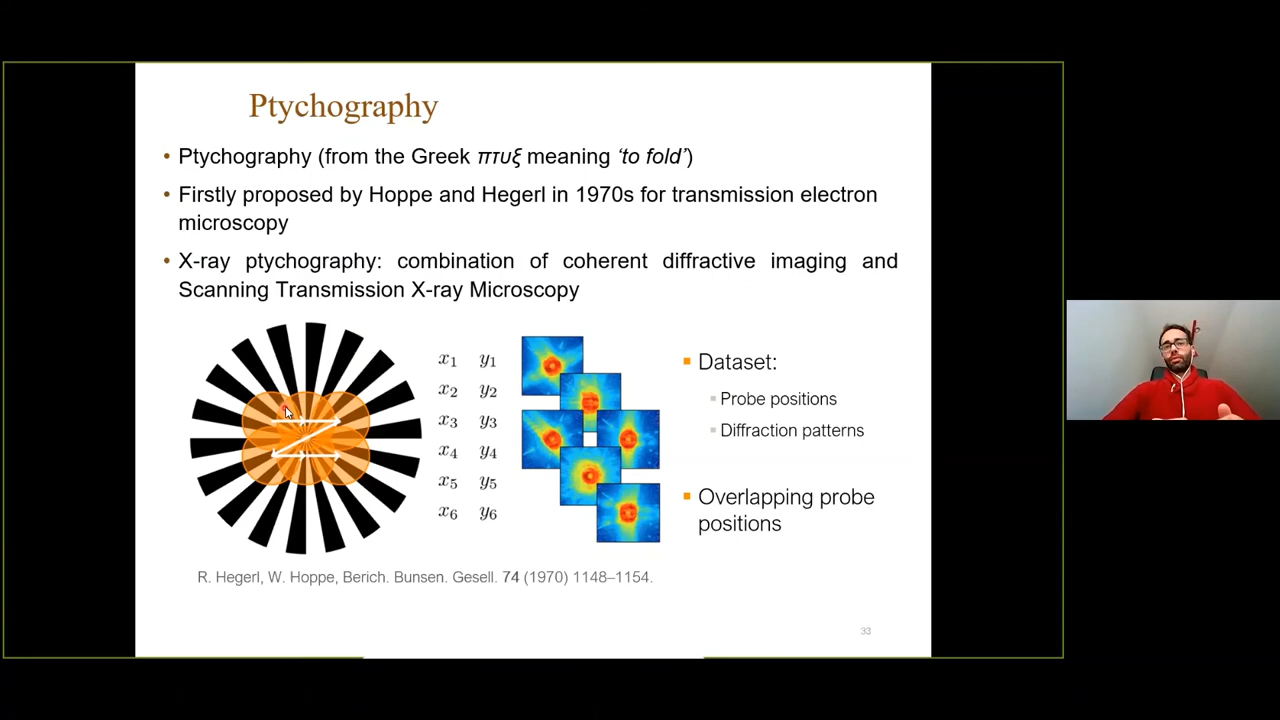 Ptychography
• Ptychography (from the Greek πτυξ meaning ‘to fold’)
• Firstly proposed by Hoppe and Hegerl in 1970s for transmission electron
microscopy
• X-ray ptychography: combination of coherent diffractive imaging and
Scanning Transmission X-ray Microscopy
x1 y1
x2 y2
x3 y3
x4 y4
x5 y5
x6 y6
Dataset:
Probe positions
Diffraction patterns
Overlapping probe
positions
R. Hegerl, W. Hoppe, Berich. Bunsen. Gesell. 74 (1970) 1148–1154.
33